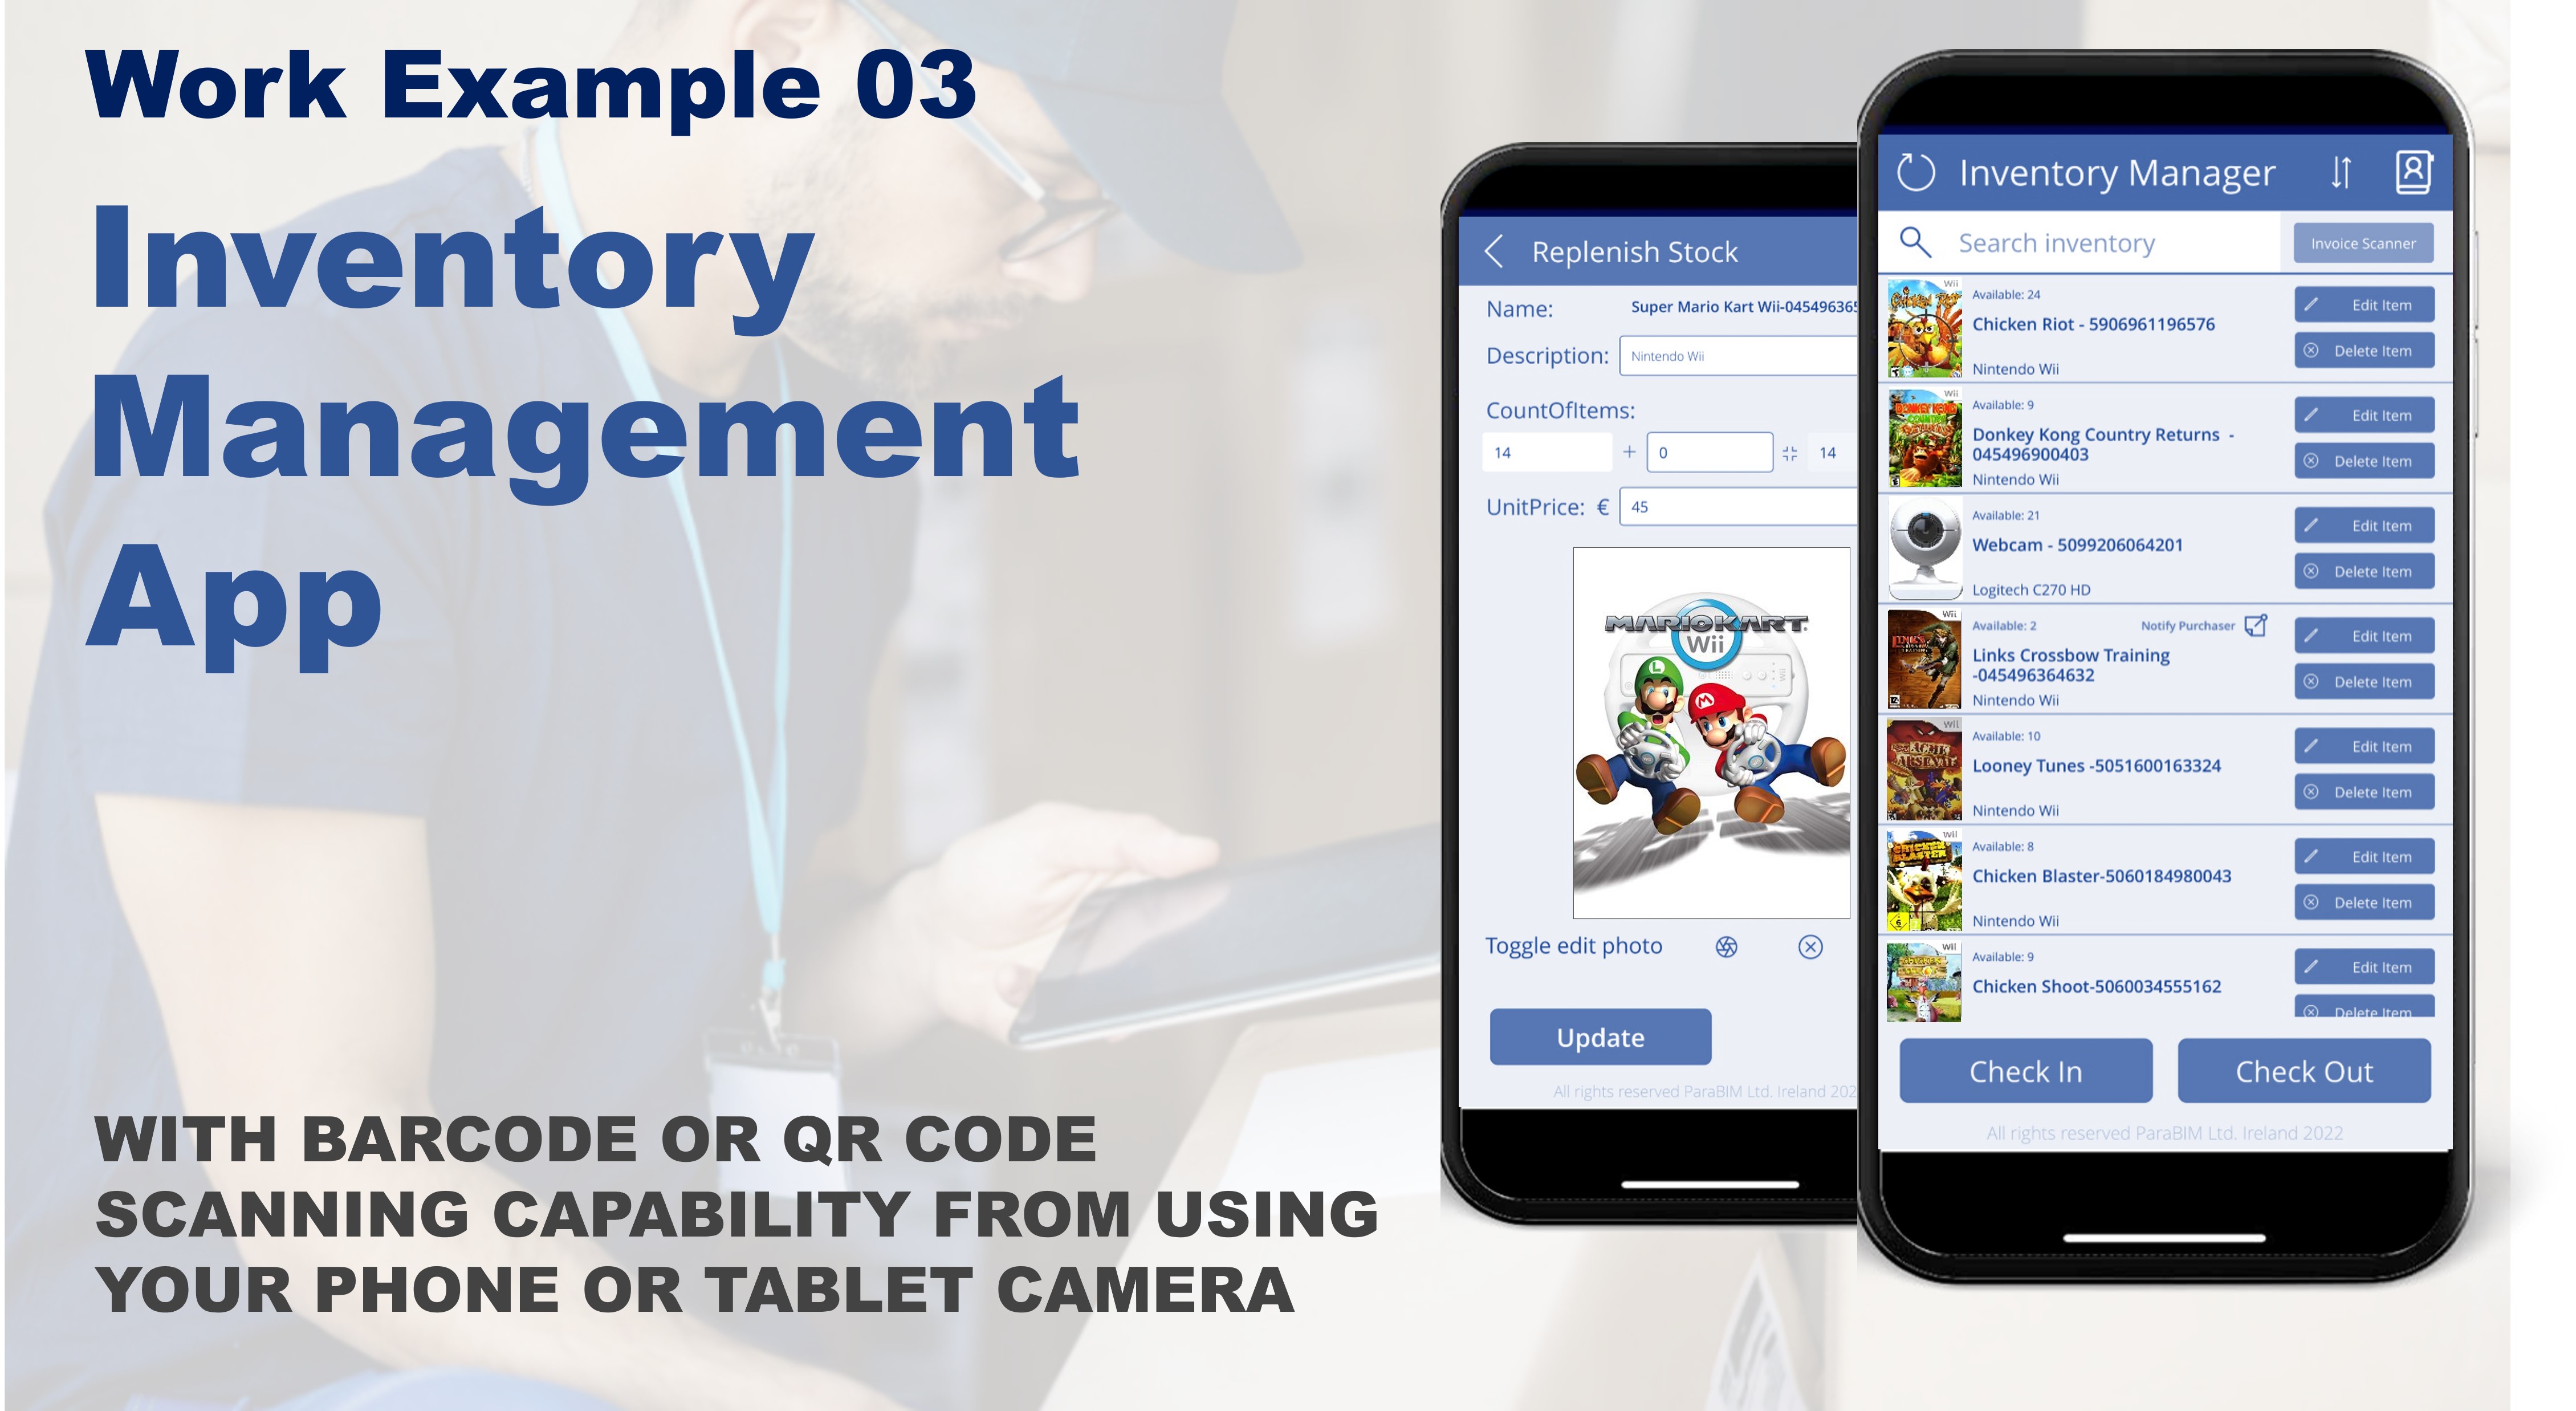 Work Example 03
Inventory
Management
App
WITH BARCODE OR QR CODE
SCANNING CAPABILITY FROM USING
YOUR PHONE OR TABLET CAMERA
Replenish Stock
Name: Super Mario Kart Wii-045496365
Description: Nintendo Wii
CountOfItems:
14 + 0 14
UnitPrice: € 45
MARIOKART
Wii
Toggle edit photo
Update
All rights reserved ParaBIM Ltd. Ireland 202
Inventory Manager
Search inventory
Invoice Scanner
Available: 24
Chicken Riot - 5906961196576
Nintendo Wii
Edit Item
Delete Item
Available: 9
Donkey Kong Country Returns -
045496900403
Nintendo Wii
Edit Item
Delete Item
Available: 21
Webcam - 5099206064201
Logitech C270 HD
Edit Item
Delete Item
Available: 2
Notify Purchaser
Links Crossbow Training
-045496364632
Nintendo Wii
Edit Item
Delete Item
Available: 10
Looney Tunes -5051600163324
Nintendo Wii
Edit Item
Delete Item
Available: 8
Chicken Blaster-5060184980043
Nintendo Wii
Edit Item
Delete Item
Available: 9
Chicken Shoot-5060034555162
Edit Item
Delete Item
Check In
Check Out
All rights reserved ParaBIM Ltd. Ireland 2022